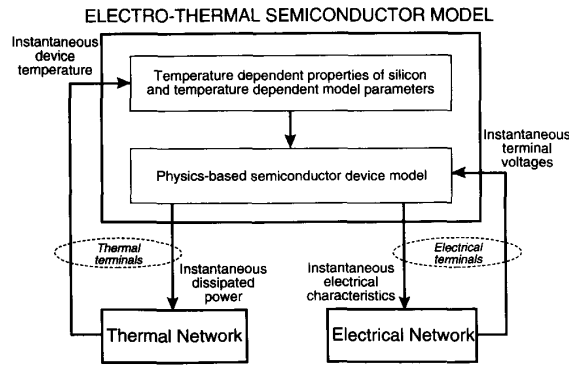 ELECTRO-THERMAL SEMICONDUCTOR MODEL
Instantaneous
device
temperature
Temperature dependent properties of silicon
and temperature dependent model parameters
Instantaneous
terminal
voltages
Physics-based semiconductor device model
Thermal
terminals
Electrical
terminals
Instantaneous
dissipated
power
Instantaneous
electrical
characteristics
Thermal Network
Electrical Network